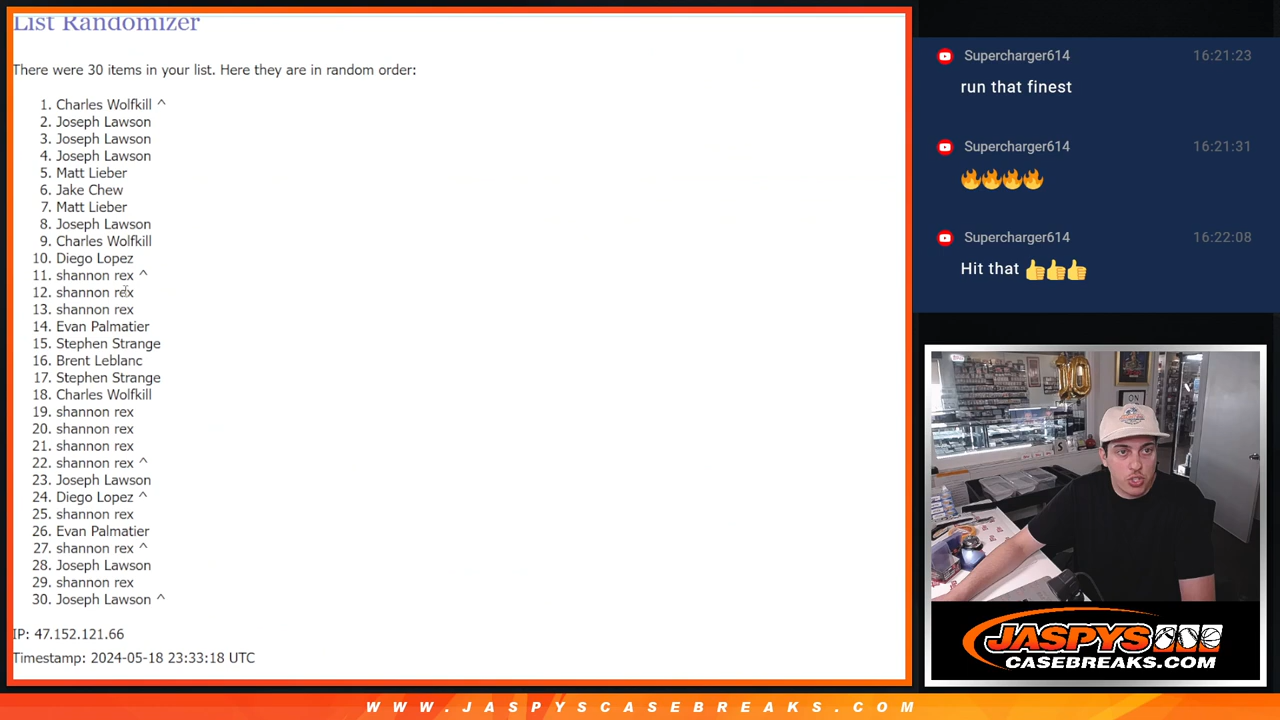 List Randomizer
There were 30 items in your list. Here they are in random order:
1. Charles Wolfkill ^
2. Joseph Lawson
3. Joseph Lawson
4. Joseph Lawson
5. Matt Lieber
6. Jake Chew
7. Matt Lieber
8. Joseph Lawson
9. Charles Wolfkill
10. Diego Lopez
11. shannon rex ^
12. shannon rex
13. shannon rex
14. Evan Palmatier
15. Stephen Strange
16. Brent Leblanc
17. Stephen Strange
18. Charles Wolfkill
19. shannon rex
20. shannon rex
21. shannon rex
22. shannon rex ^
23. Joseph Lawson
24. Diego Lopez ^
25. shannon rex
26. Evan Palmatier
27. shannon rex ^
28. Joseph Lawson
29. shannon rex
30. Joseph Lawson ^
IP: 47.152.121.66
Timestamp: 2024-05-18 23:33:18 UTC
Supercharger614 16:21:23
run that finest
Supercharger614 16:21:31
🔥🔥🔥🔥
Supercharger614 16:22:08
Hit that 👍👍👍
10
ON
JASPYS
CASEBREAKS.COM
WWW.JASPYSCASEBREAKS.COM